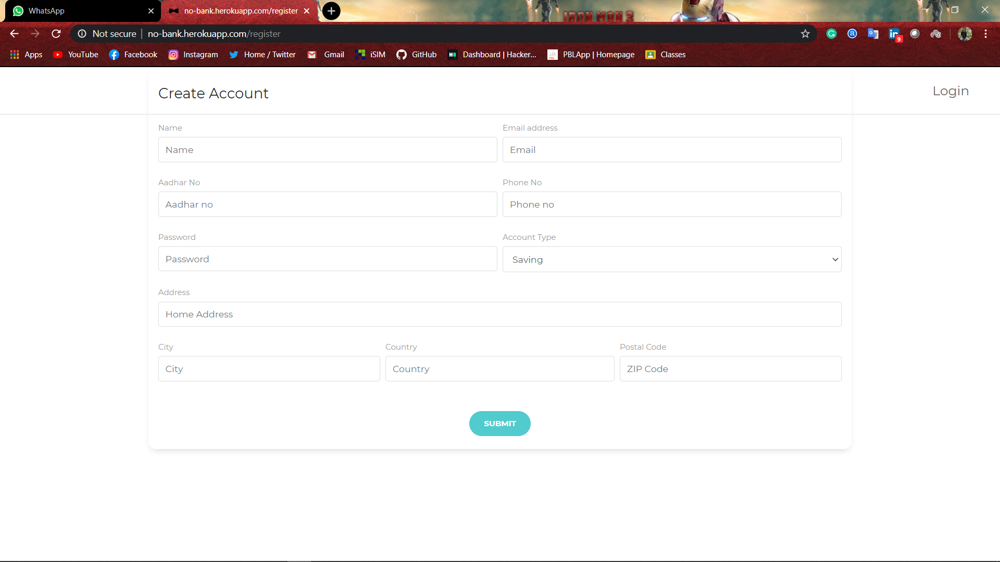 WhatsApp
no-bank.herokuapp.com/register
IRON MAN 3
Not secure | no-bank.herokuapp.com/register
9
Apps YouTube Facebook Instagram Home / Twitter Gmail iSIM GitHub Dashboard | Hacker... PBLApp | Homepage Classes
Create Account
Login
Name Email address
Name Email
Aadhar No Phone No
Aadhar no Phone no
Password Account Type
Password Saving
Address
Home Address
City Country Postal Code
City Country ZIP Code
SUBMIT